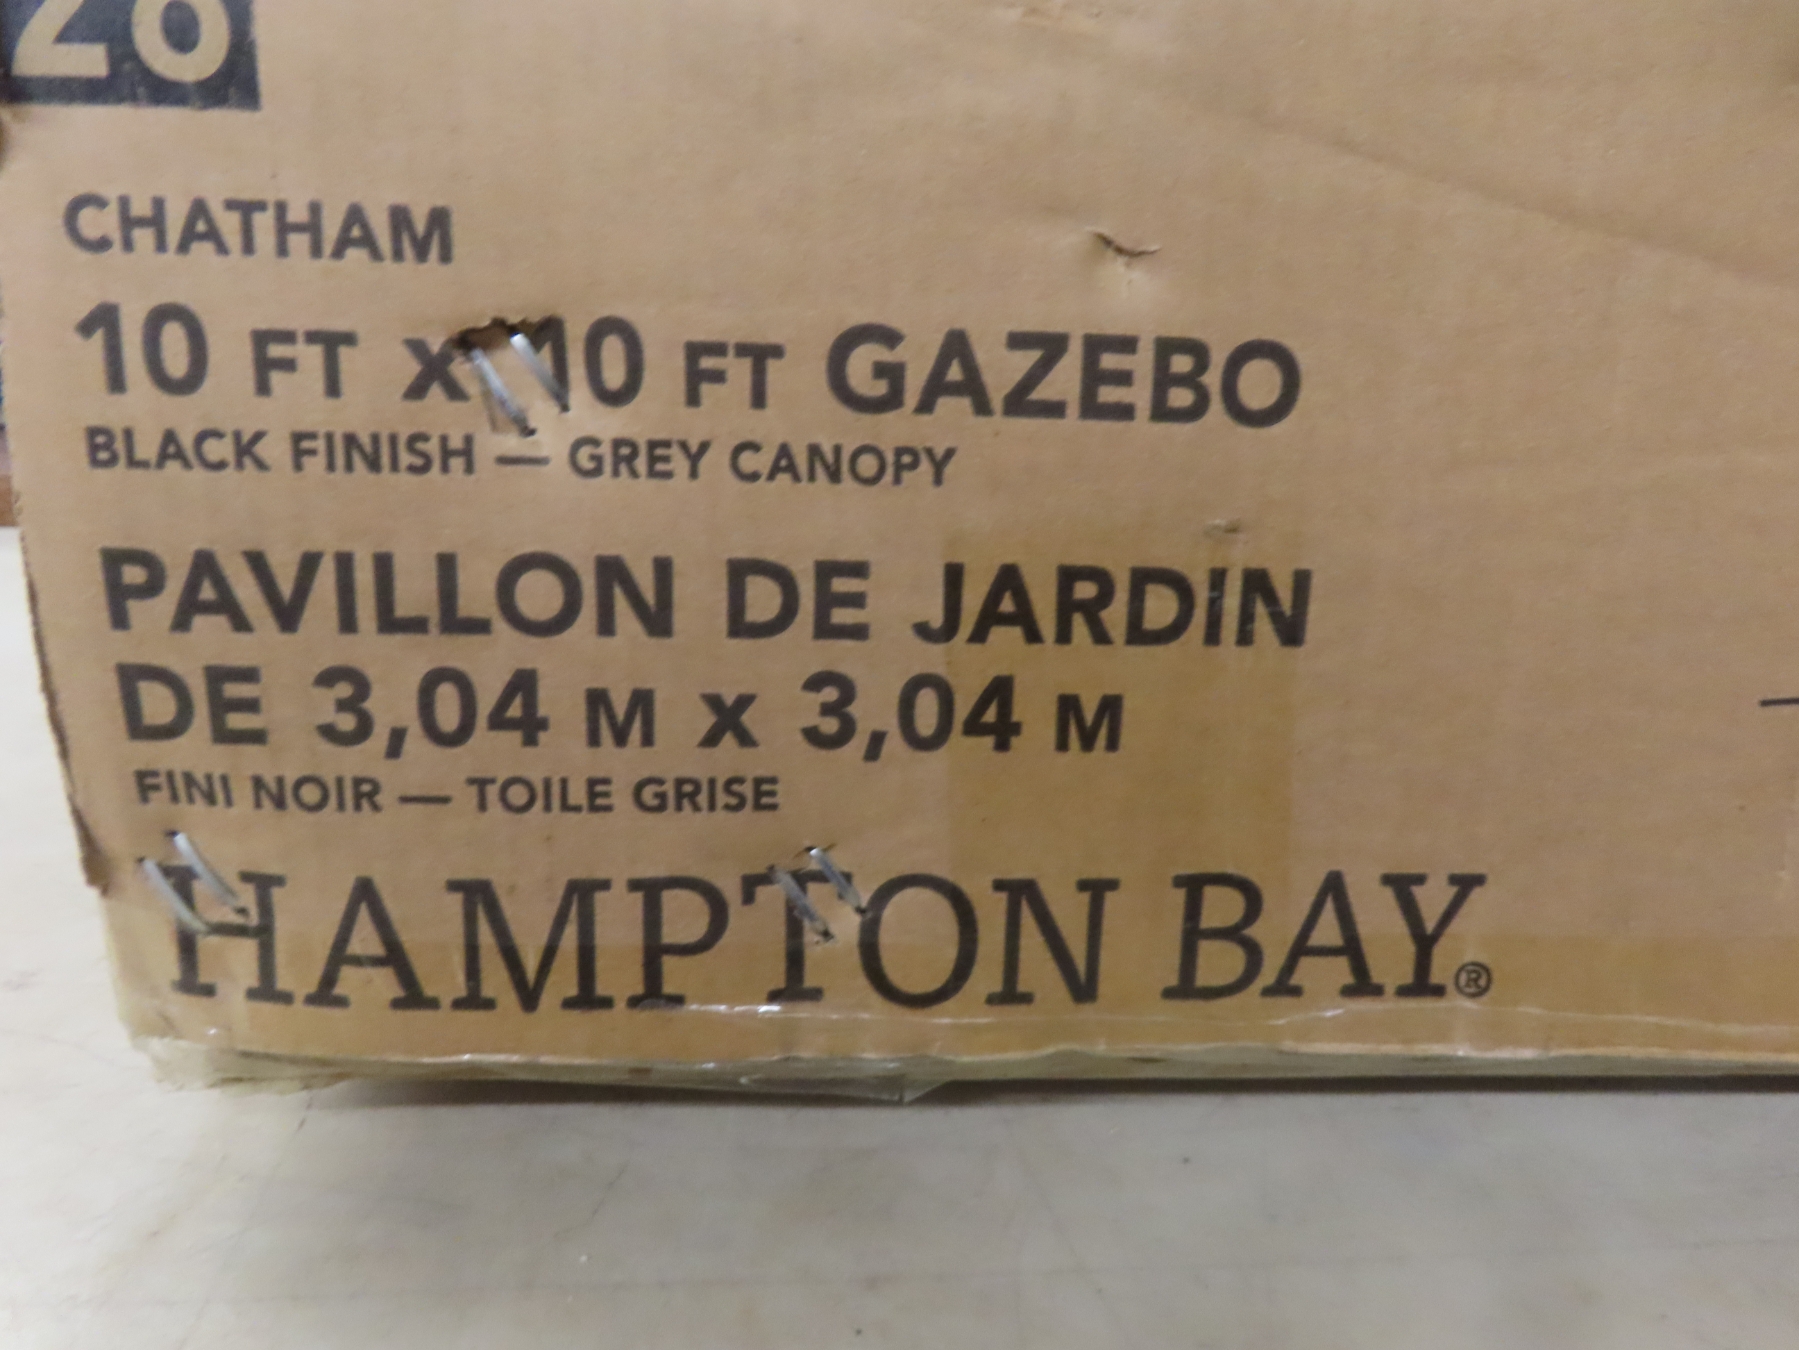 26
CHATHAM
10 FT x 10 FT GAZEBO
BLACK FINISH — GREY CANOPY
PAVILLON DE JARDIN
DE 3,04 M x 3,04 M
FINI NOIR — TOILE GRISE
HAMPTON BAY®